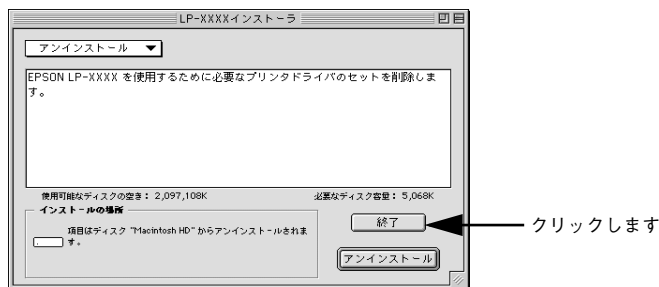 LP-XXXXインストーラ
アンインストール
EPSON LP-XXXX を使用するために必要なプリンタドライバのセットを削除しま
す。
使用可能なディスクの空き： 2,097,108K 必要なディスク容量： 5,068K
インストールの場所
項目はディスク "Macintosh HD" からアンインストールされま
す。
終了 クリックします
アンインストール